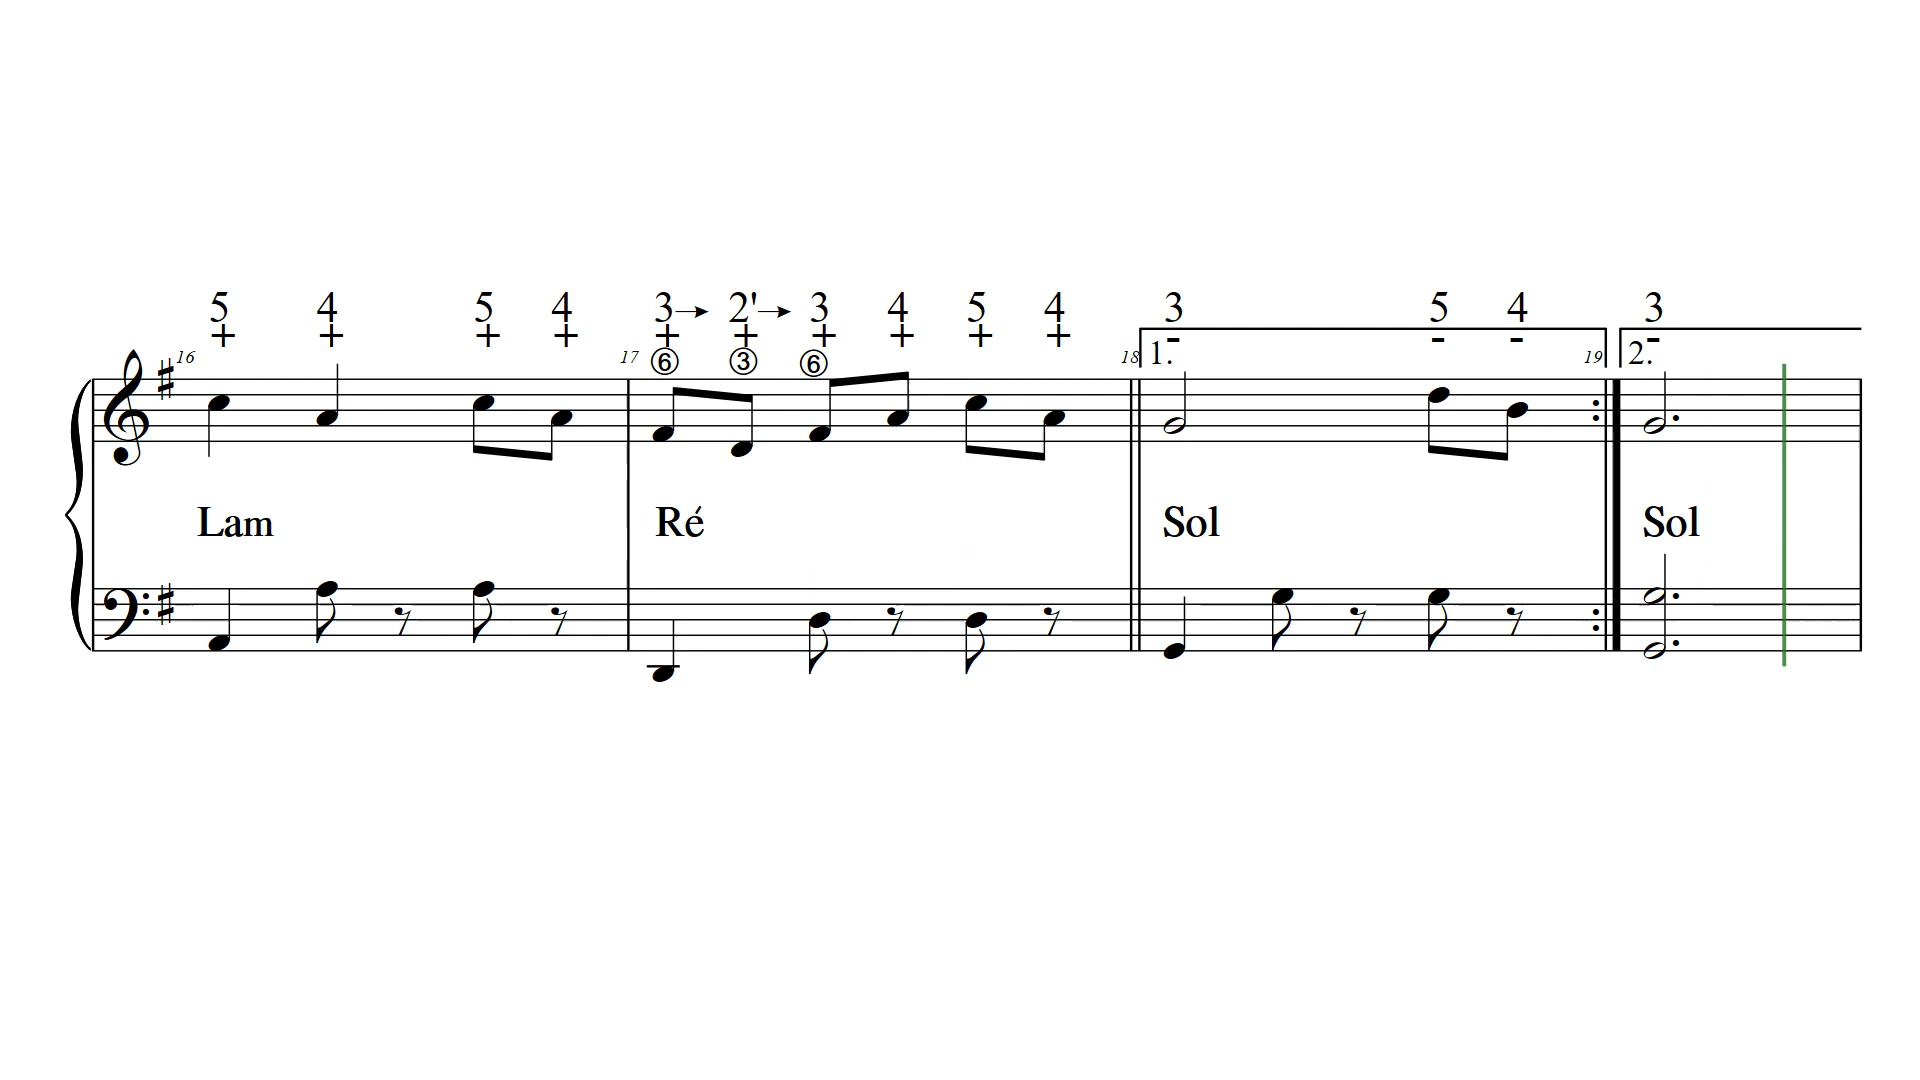 5 4 5 4 3→ 2'→ 3 4 5 4 3 5 4 3
+ + + + + + + + + + - - - -
16 17 ⑥ ③ ⑥ 18 1. 19 2.
Lam Ré Sol Sol